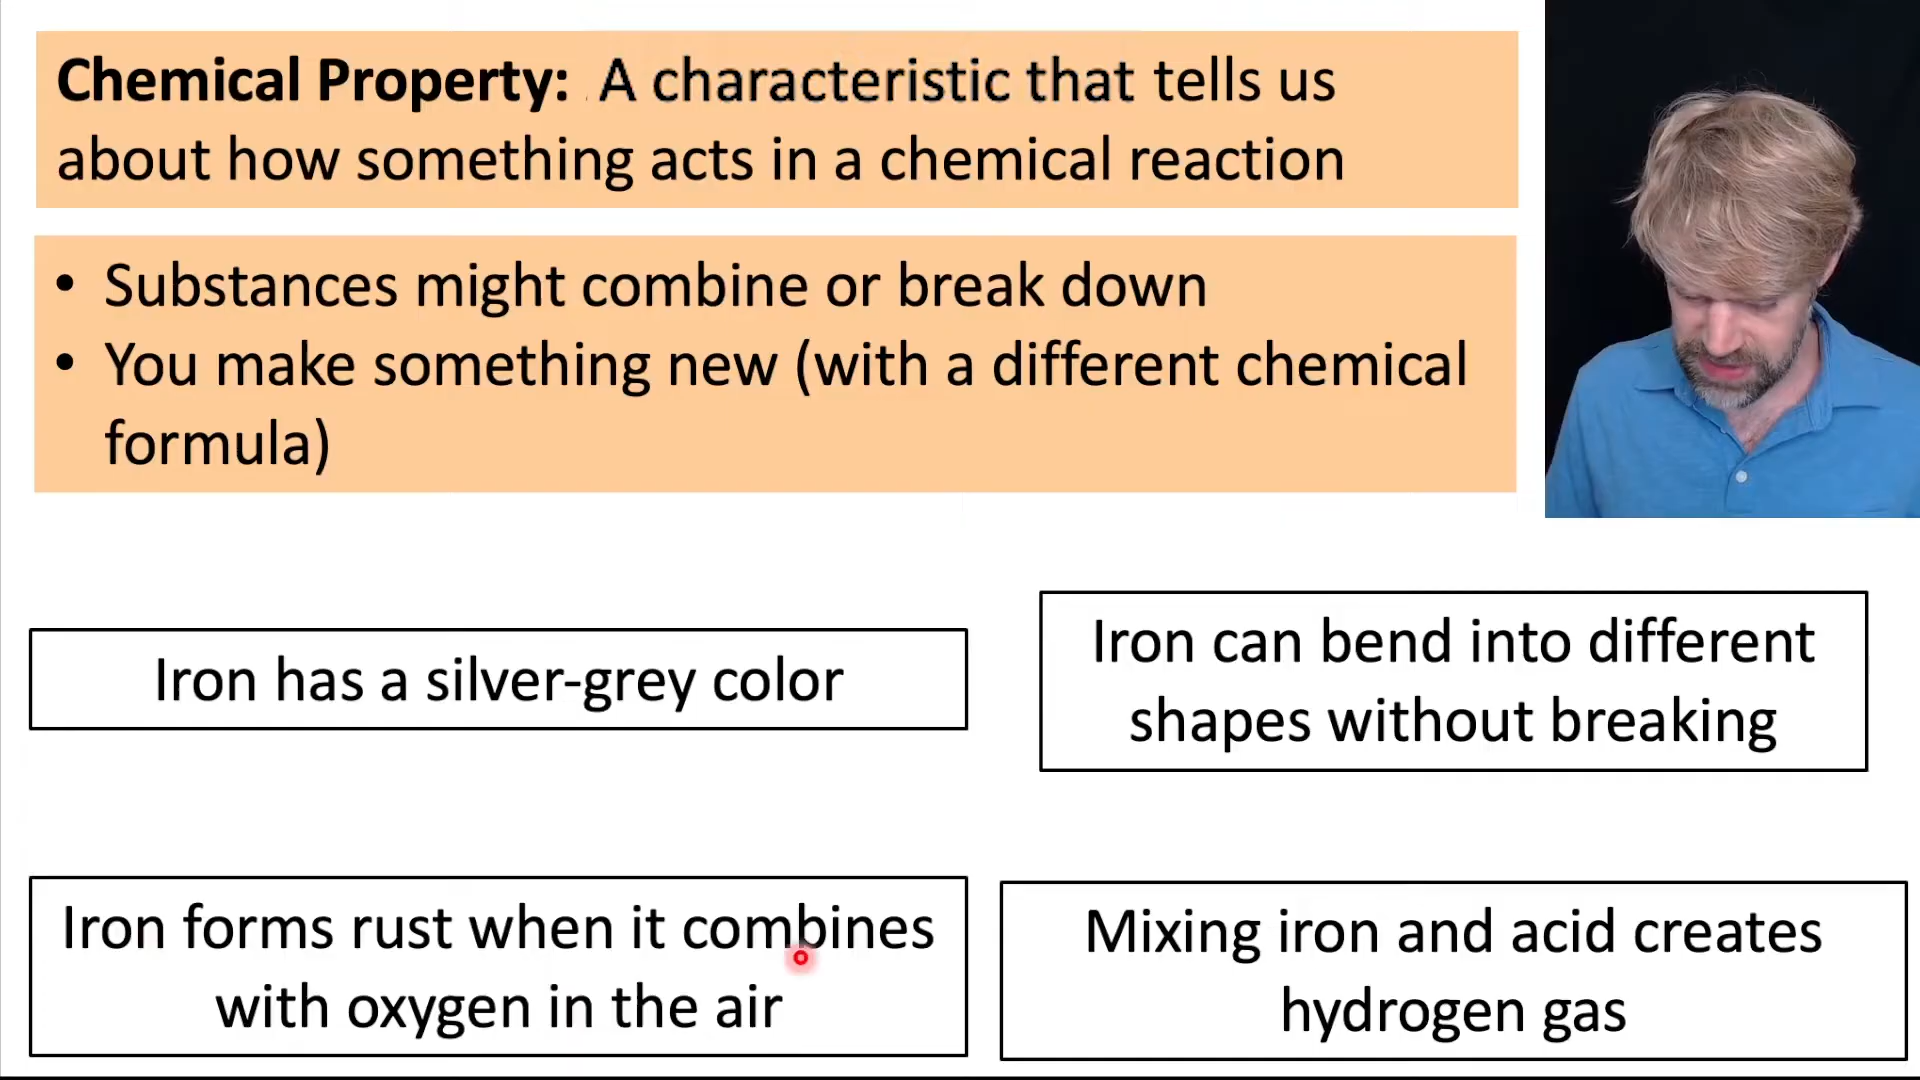 Chemical Property: A characteristic that tells us
about how something acts in a chemical reaction
• Substances might combine or break down
• You make something new (with a different chemical
formula)
Iron has a silver-grey color
Iron can bend into different
shapes without breaking
Iron forms rust when it combines
with oxygen in the air
Mixing iron and acid creates
hydrogen gas